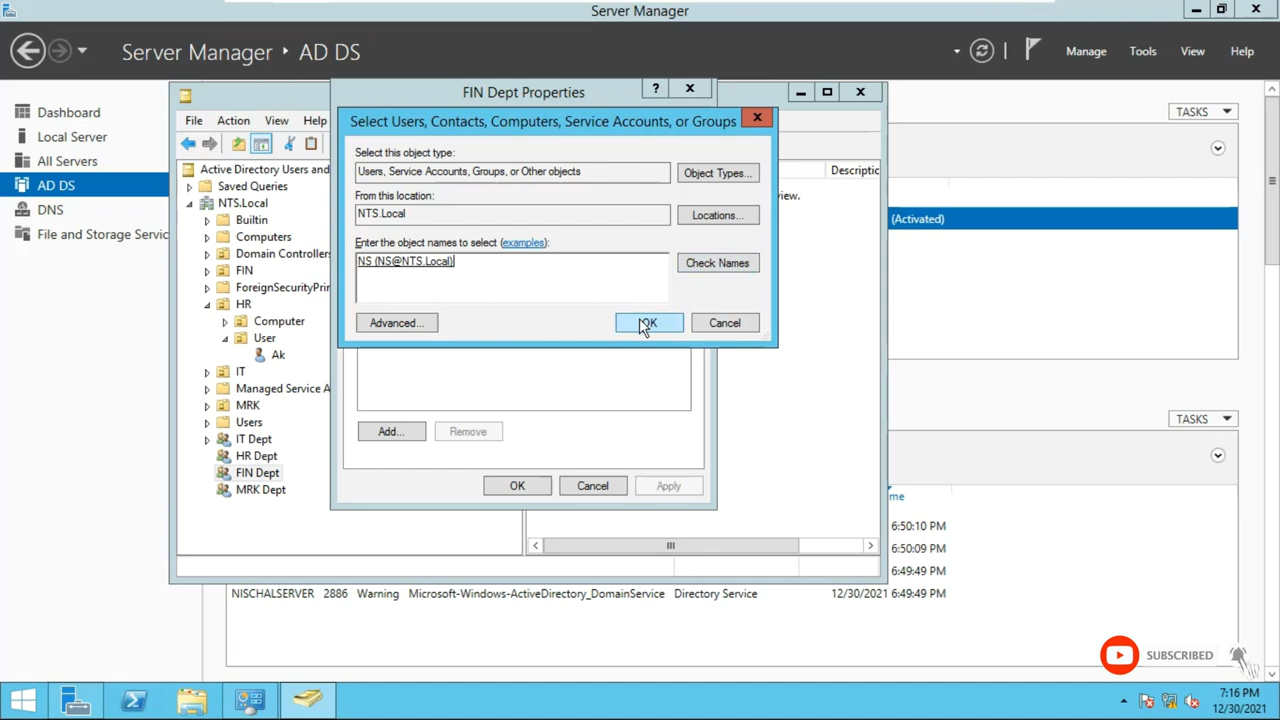 Server Manager
Server Manager ‣ AD DS
Manage Tools View Help
Dashboard
Local Server
All Servers
AD DS
DNS
File and Storage Servic
TASKS
(Activated)
TASKS
me
6:50:10 PM
6:50:09 PM
6:49:49 PM
NISCHALSERVER 2886 Warning Microsoft-Windows-ActiveDirectory_DomainService Directory Service 12/30/2021 6:49:49 PM
File Action View Help
Active Directory Users and
Saved Queries
NTS.Local
Builtin
Computers
Domain Controllers
FIN
ForeignSecurityPri
HR
Computer
User
Ak
IT
Managed Service A
MRK
Users
IT Dept
HR Dept
FIN Dept
MRK Dept
Descriptic
view.
FIN Dept Properties
?
Add... Remove
OK Cancel Apply
Select Users, Contacts, Computers, Service Accounts, or Groups
Select this object type:
Users, Service Accounts, Groups, or Other objects
Object Types...
From this location:
NTS.Local
Locations...
Enter the object names to select (examples):
NS (NS@NTS.Local)
Check Names
Advanced... OK Cancel
SUBSCRIBED
7:16 PM
12/30/2021